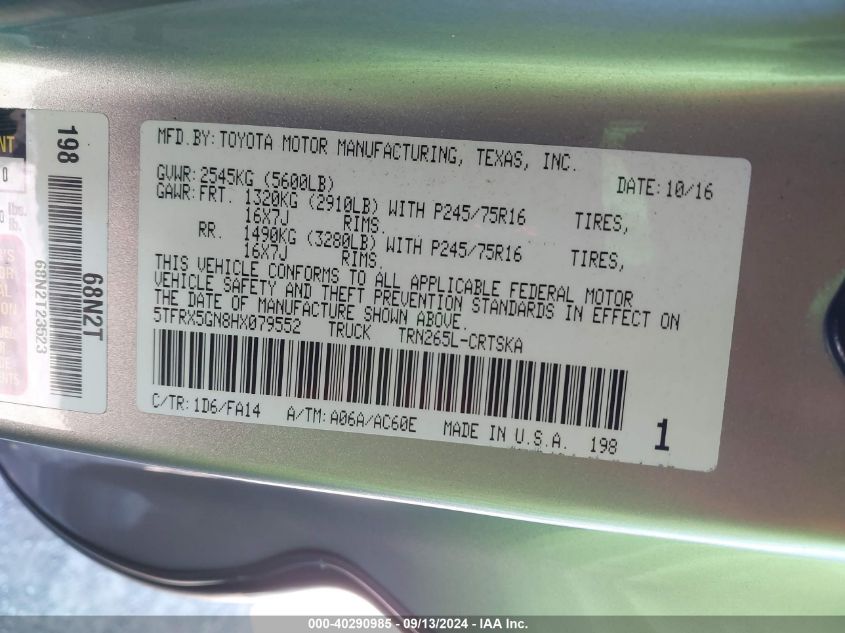 MFD.BY:TOYOTA MOTOR MANUFACTURING, TEXAS, INC.
GVWR:2545KG (5600LB) DATE:10/16
GAWR:FRT. 1320KG (2910LB) WITH P245/75R16 TIRES,
16X7J RIMS.
RR. 1490KG (3280LB) WITH P245/75R16 TIRES,
16X7J RIMS.
THIS VEHICLE CONFORMS TO ALL APPLICABLE FEDERAL MOTOR
VEHICLE SAFETY AND THEFT PREVENTION STANDARDS IN EFFECT ON
THE DATE OF MANUFACTURE SHOWN ABOVE.
5TFRX5GN8HX079552 TRUCK TRN265L-CRTSKA
C/TR:1D6/FA14 A/TM:A06A/AC60E MADE IN U.S.A. 198 1
198
68N2T
68N2T23623
lbs.
lbs.
000-40290985 - 09/13/2024 - IAA Inc.